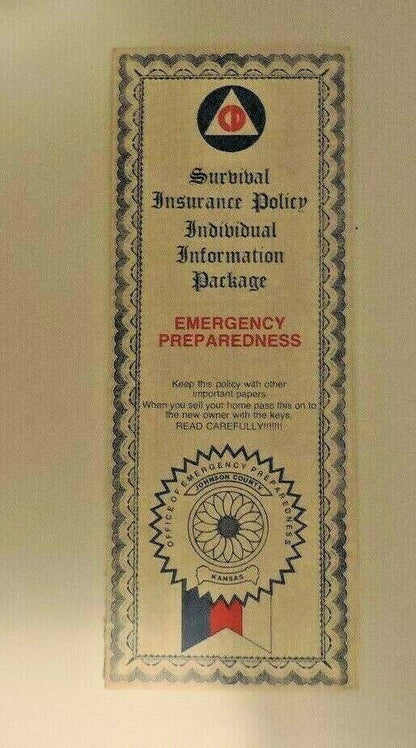 CD
Survival
Insurance Policy
Individual
Information
Package
EMERGENCY
PREPAREDNESS
Keep this policy with other
important papers
When you sell your home pass this on to
the new owner with the keys.
READ CAREFULLY!!!!!!!
OFFICE OF EMERGENCY PREPAREDNESS
JOHNSON COUNTY
KANSAS